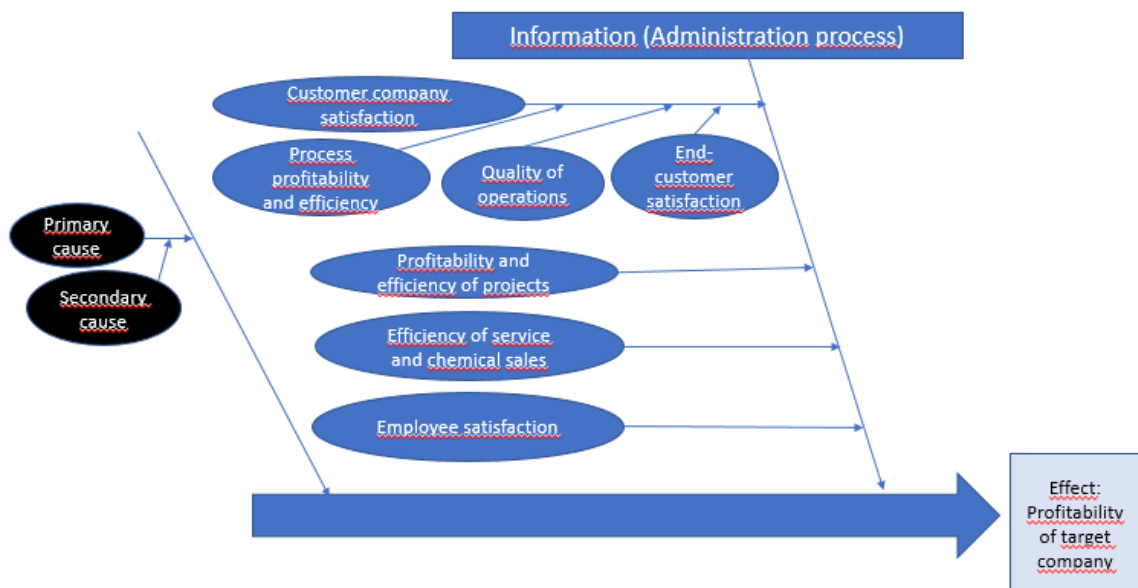 Information (Administration process)
Customer company
satisfaction
Process
profitability
and efficiency
Quality of
operations
End-
customer
satisfaction
Primary
cause
Secondary
cause
Profitability and
efficiency of projects
Efficiency of service
and chemical sales
Employee satisfaction
Effect:
Profitability
of target
company